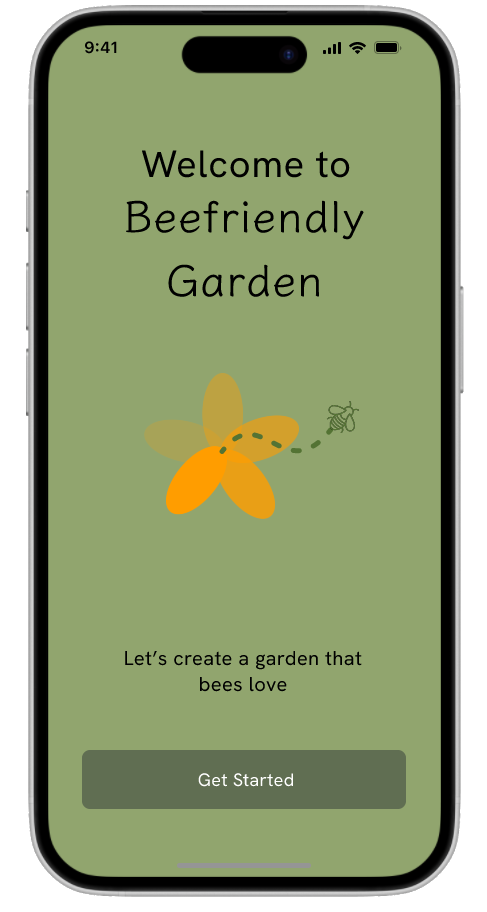 9:41
Welcome to
Beefriendly
Garden
Let’s create a garden that
bees love
Get Started